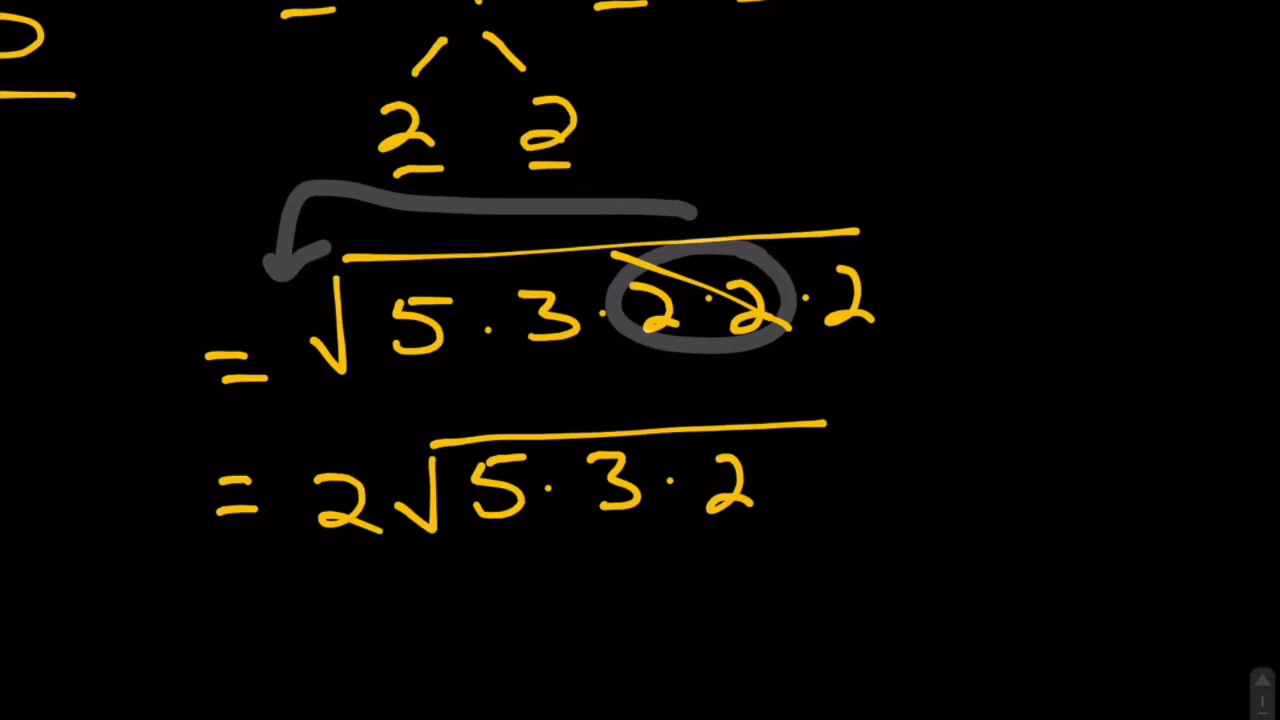 2 2
= √5·3·2·2·2
= 2√5·3·2